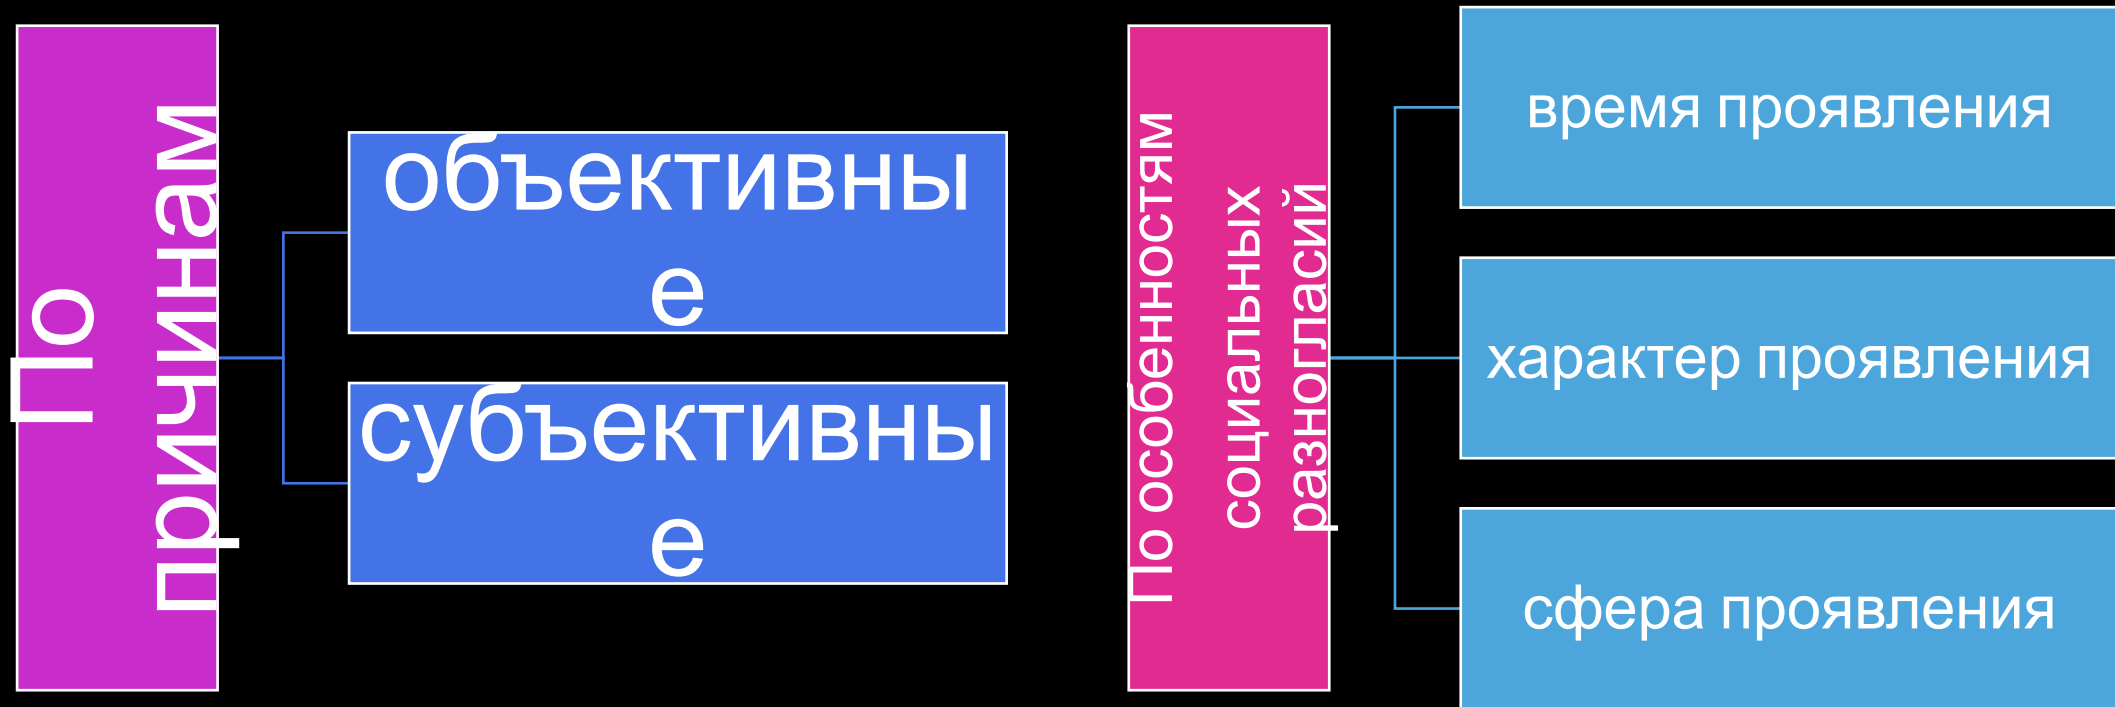 По
причинам
объективны
е
субъективны
е
По особенностям
социальных
разногласий
время проявления
характер проявления
сфера проявления